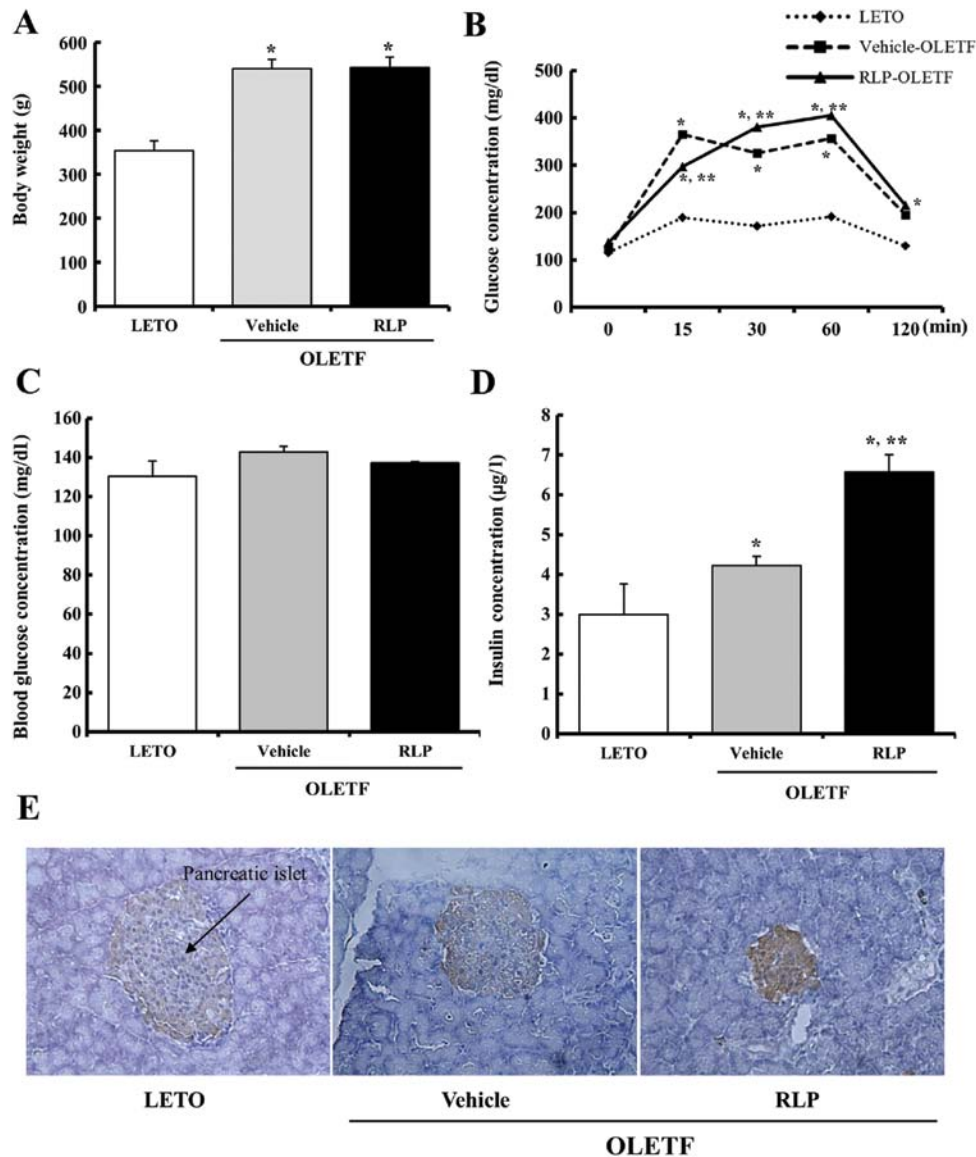 A
Body weight (g)
600
500
400
300
200
100
0
*
*
LETO
Vehicle
RLP
OLETF
B
LETO
Vehicle-OLETF
RLP-OLETF
Glucose concentration (mg/dl)
500
400
300
200
100
0
*
*, **
*, **
*, **
*
*
*
0 15 30 60 120 (min)
C
Blood glucose concentration (mg/dl)
160
140
120
100
80
60
40
20
0
LETO
Vehicle
RLP
OLETF
D
Insulin concentration (µg/l)
8
7
6
5
4
3
2
1
0
*
*, **
LETO
Vehicle
RLP
OLETF
E
Pancreatic islet
LETO
Vehicle
RLP
OLETF